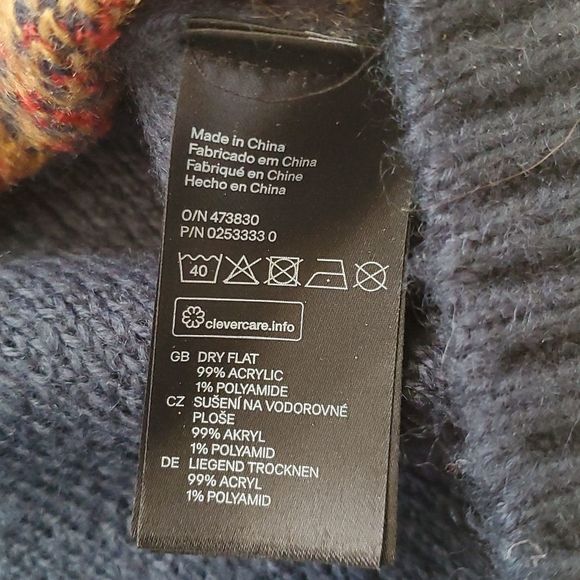 Made in China
Fabricado em China
Fabriqué en Chine
Hecho en China
O/N 473830
P/N 0253333 0
40
clevercare.info
GB DRY FLAT
99% ACRYLIC
1% POLYAMIDE
CZ SUŠENÍ NA VODOROVNÉ
PLOŠE
99% AKRYL
1% POLYAMID
DE LIEGEND TROCKNEN
99% ACRYL
1% POLYAMID